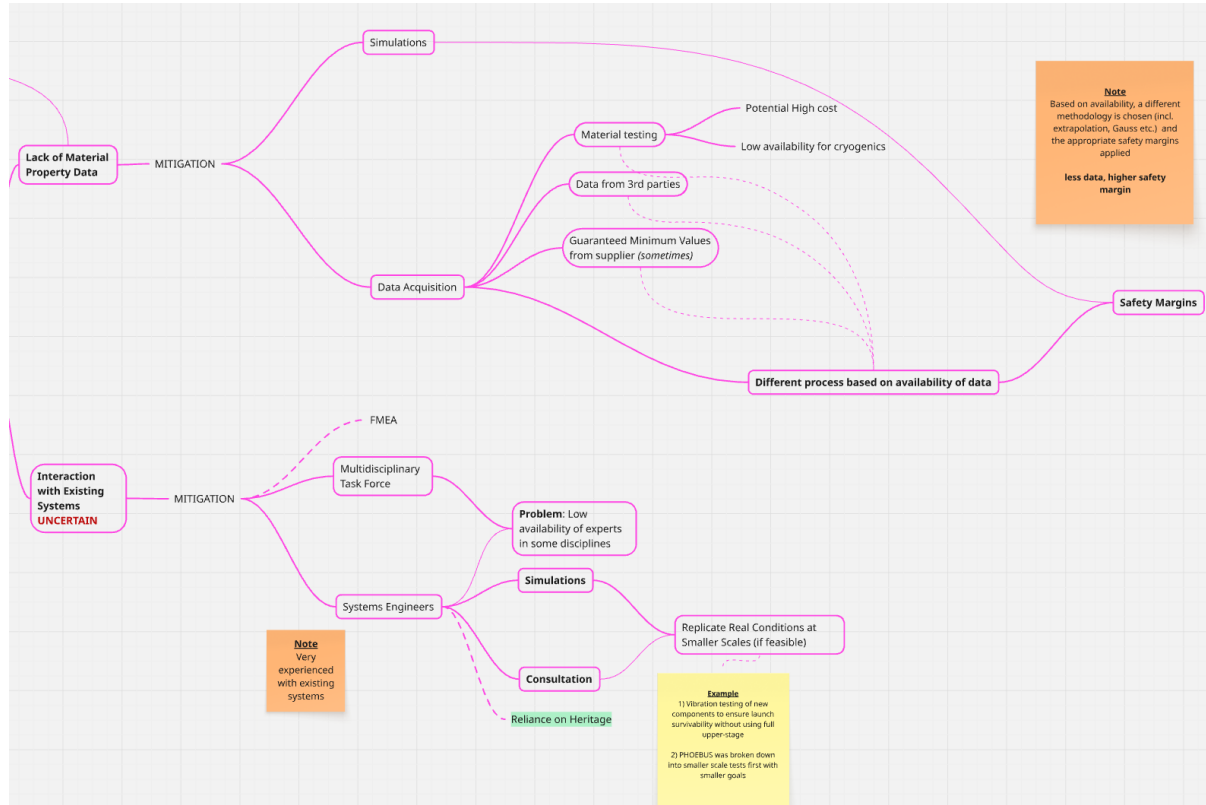 Simulations
Note
Based on availability, a different
methodology is chosen (incl.
extrapolation, Gauss etc.) and
the appropriate safety margins
applied
less data, higher safety
margin
Potential High cost
Material testing
Low availability for cryogenics
Lack of Material
Property Data
MITIGATION
Data from 3rd parties
Guaranteed Minimum Values
from supplier (sometimes)
Data Acquisition
Safety Margins
Different process based on availability of data
FMEA
Multidisciplinary
Task Force
Interaction
with Existing
Systems
UNCERTAIN
MITIGATION
Problem: Low
availability of experts
in some disciplines
Simulations
Systems Engineers
Replicate Real Conditions at
Smaller Scales (if feasible)
Note
Very
experienced
with existing
systems
Consultation
Reliance on Heritage
Example
1) Vibration testing of new
components to ensure launch
survivability without using full
upper-stage
2) PHOEBUS was broken down
into smaller scale tests first with
smaller goals